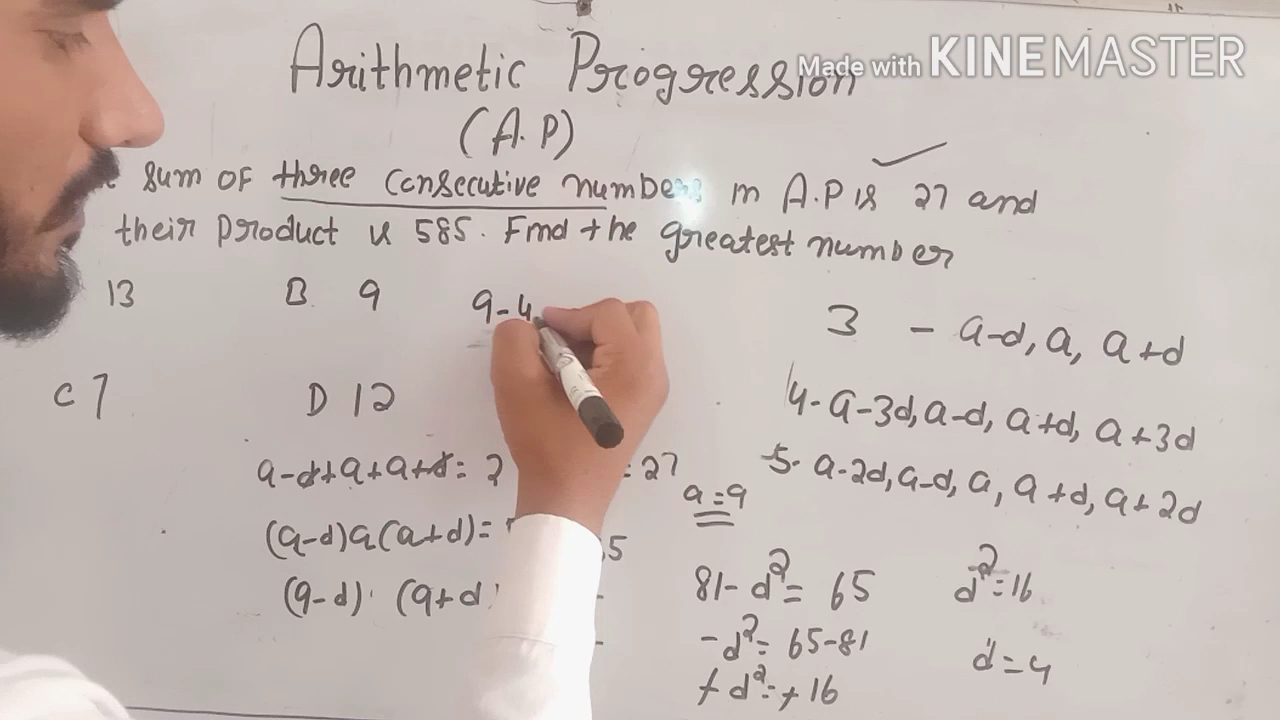 Arithmetic Progression
Made with KINEMASTER
(A.P)
sum of three consecutive numbers in A.P is 27 and
their product is 585. Find the greatest number
13 B 9 9-4
C 7 D 12
3 - a-d, a, a+d
4- a-3d, a-d, a+d, a+3d
5- a-2d, a-d, a, a+d, a+2d
a-d+a+a+d= 2 = 27
a=9
(a-d)a(a+d)= 5
(9-d) (9+d)
81-d²= 65
-d²= 65-81
+d²=+16
d²=16
d=4